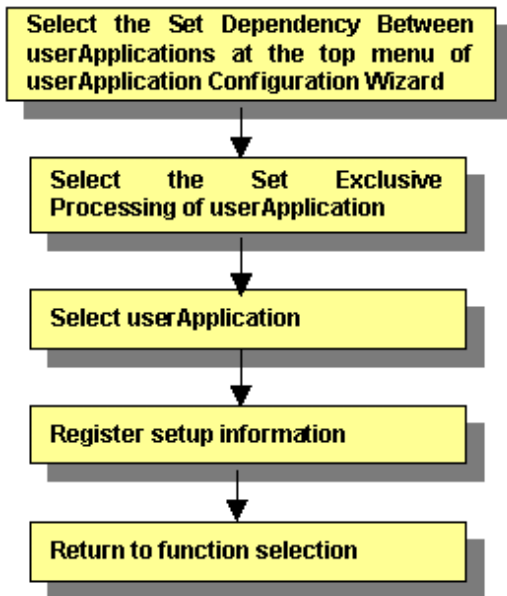 Select the Set Dependency Between
userApplications at the top menu of
userApplication Configuration Wizard
Select the Set Exclusive
Processing of userApplication
Select userApplication
Register setup information
Return to function selection